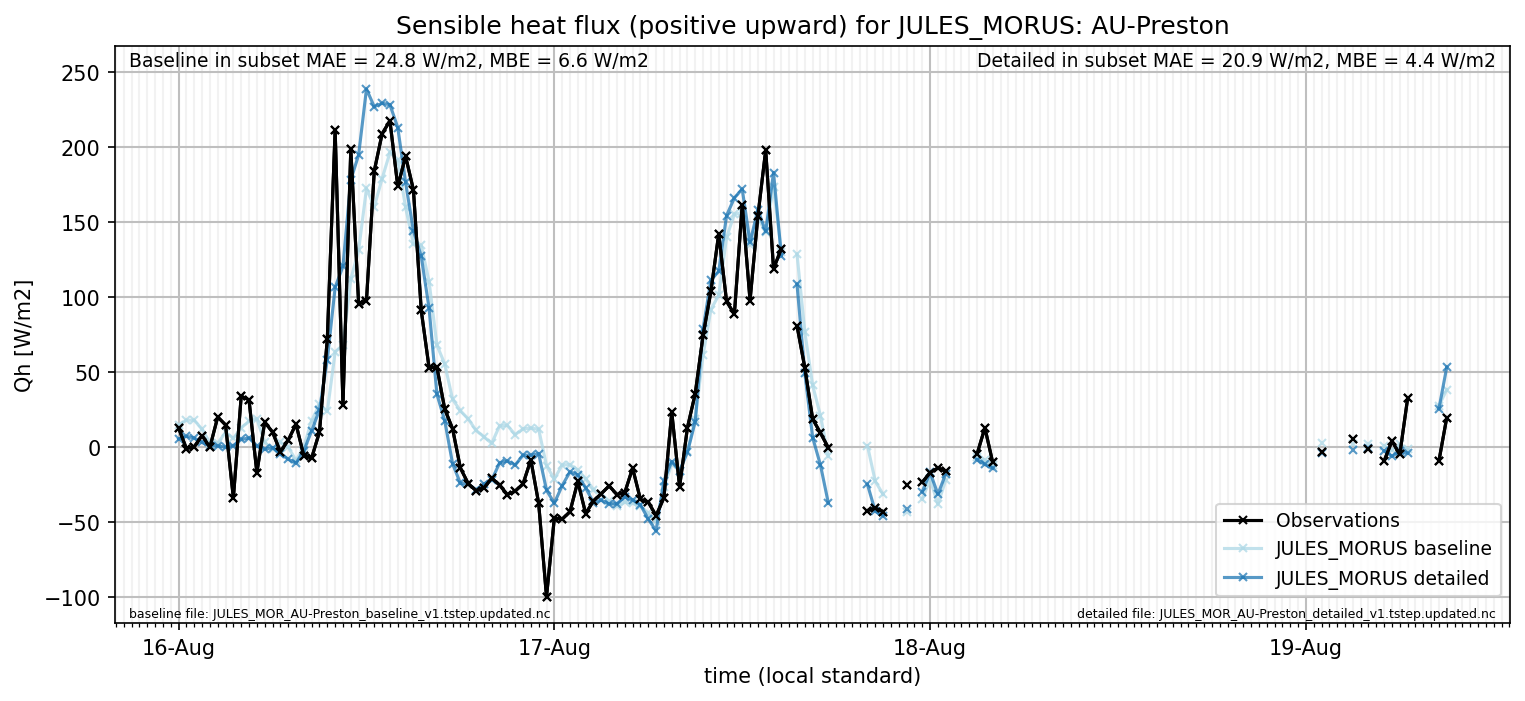 Sensible heat flux (positive upward) for JULES_MORUS: AU-Preston
Baseline in subset MAE = 24.8 W/m2, MBE = 6.6 W/m2
Detailed in subset MAE = 20.9 W/m2, MBE = 4.4 W/m2
Qh [W/m2]
250
200
150
100
50
0
−50
−100
Observations
JULES_MORUS baseline
JULES_MORUS detailed
baseline file: JULES_MOR_AU-Preston_baseline_v1.tstep.updated.nc
detailed file: JULES_MOR_AU-Preston_detailed_v1.tstep.updated.nc
16-Aug
17-Aug
18-Aug
19-Aug
time (local standard)